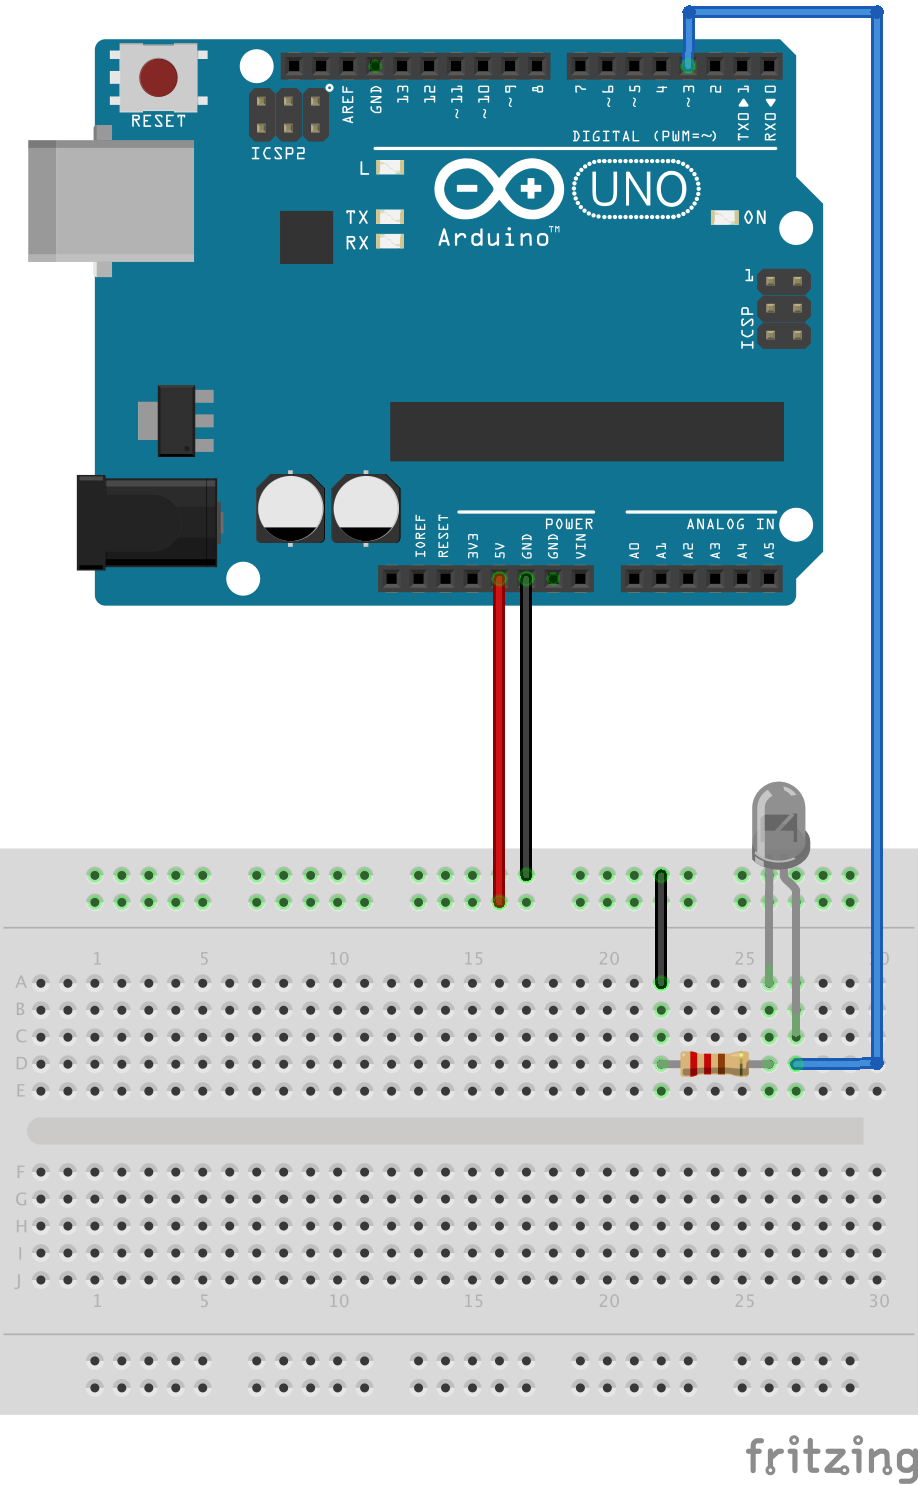 RESET
ICSP2
AREF
GND
13
12
~11
~10
~9
8
7
~6
~5
4
~3
2
TX0▶1
RX0◀0
DIGITAL (PWM=~)
L
TX
RX
UNO
Arduino™
ON
1
ICSP
IOREF
RESET
3V3
5V
GND
GND
VIN
POWER
ANALOG IN
A0
A1
A2
A3
A4
A5
1 5 10 15 20 25 30
A
B
C
D
E
F
G
H
I
J
1 5 10 15 20 25 30
fritzing